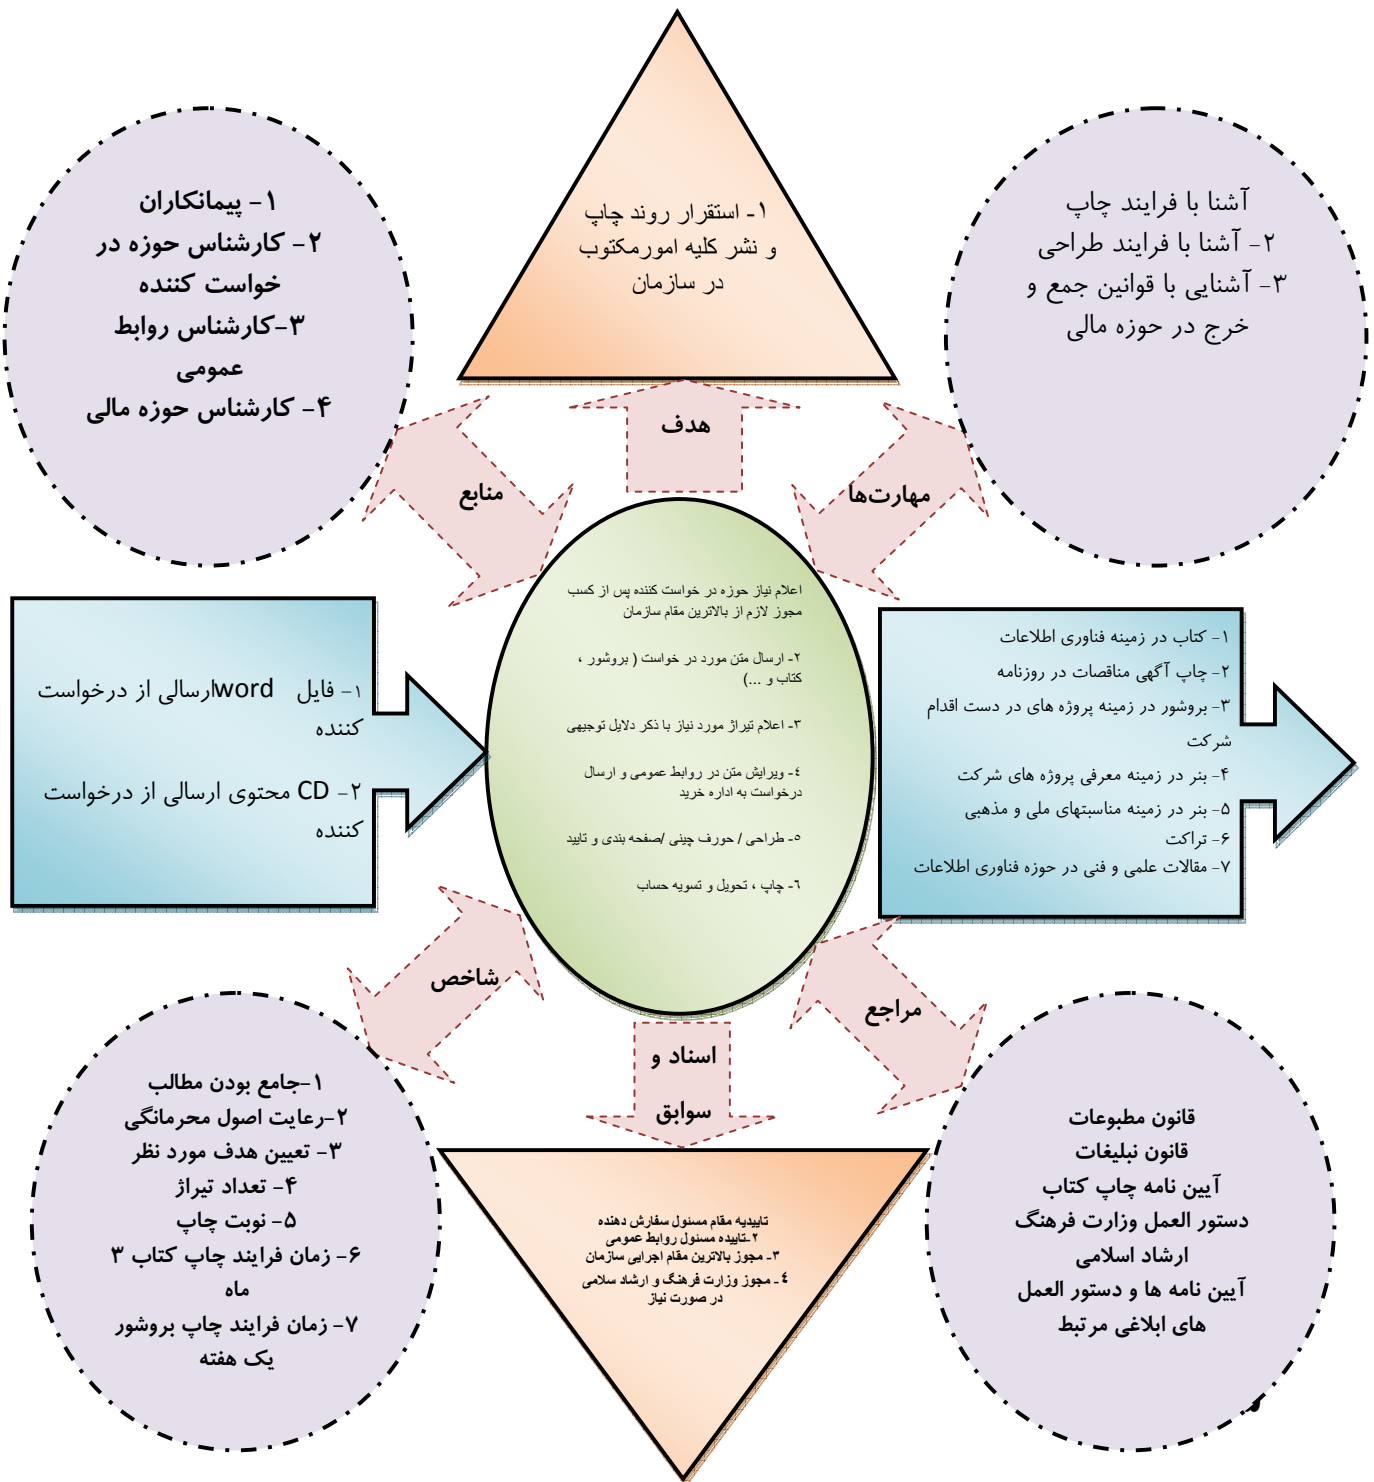 ۱- استقرار روند چاپ
و نشر کلیه امورمکتوب
در سازمان
آشنا با فرایند چاپ
۲- آشنا با فرایند طراحی
۳- آشنایی با قوانین جمع و
خرج در حوزه مالی
۱- پیمانکاران
۲- کارشناس حوزه در
خواست کننده
۳-کارشناس روابط
عمومی
۴- کارشناس حوزه مالی
هدف
مهارت‌ها
منابع
اعلام نیاز حوزه در خواست کننده پس از کسب
مجوز لازم از بالاترین مقام سازمان
۲- ارسال متن مورد در خواست ( بروشور ،
کتاب و ...)
۳- اعلام تیراژ مورد نیاز با ذکر دلایل توجیهی
٤- ویرایش متن در روابط عمومی و ارسال
درخواست به اداره خرید
٥- طراحی / حورف چینی /صفحه بندی و تایید
٦- چاپ ، تحویل و تسویه حساب
۱- کتاب در زمینه فناوری اطلاعات
۲- چاپ آگهی مناقصات در روزنامه
۳- بروشور در زمینه پروژه های در دست اقدام
شرکت
۴- بنر در زمینه معرفی پروژه های شرکت
۵- بنر در زمینه مناسبتهای ملی و مذهبی
۶- تراکت
۷- مقالات علمی و فنی در حوزه فناوری اطلاعات
۱- فایل word ارسالی از درخواست
کننده
۲- CD محتوی ارسالی از درخواست
کننده
شاخص
مراجع
اسناد و
سوابق
قانون مطبوعات
قانون نبلیغات
آیین نامه چاپ کتاب
دستور العمل وزارت فرهنگ
ارشاد اسلامی
آیین نامه ها و دستور العمل
های ابلاغی مرتبط
تاییدیه مقام مسئول سفارش دهنده
۲-تاییده مسئول روابط عمومی
۳- مجوز بالاترین مقام اجرایی سازمان
٤- مجوز وزارت فرهنگ و ارشاد سلامی
در صورت نیاز
۱-جامع بودن مطالب
۲-رعایت اصول محرمانگی
۳- تعیین هدف مورد نظر
۴- تعداد تیراژ
۵- نوبت چاپ
۶- زمان فرایند چاپ کتاب ۳
ماه
۷- زمان فرایند چاپ بروشور
یک هفته